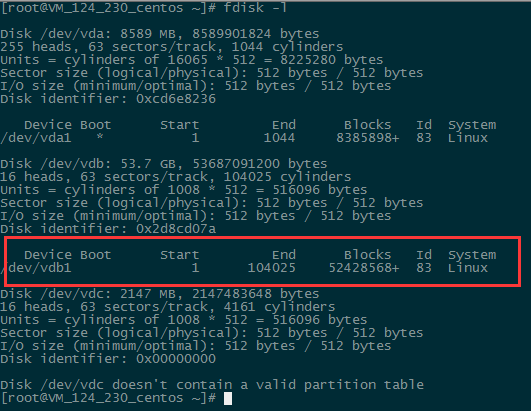 [root@VM_124_230_centos ~]# fdisk -l
Disk /dev/vda: 8589 MB, 8589901824 bytes
255 heads, 63 sectors/track, 1044 cylinders
Units = cylinders of 16065 * 512 = 8225280 bytes
Sector size (logical/physical): 512 bytes / 512 bytes
I/O size (minimum/optimal): 512 bytes / 512 bytes
Disk identifier: 0xcd6e8236
Device Boot Start End Blocks Id System
/dev/vda1 * 1 1044 8385898+ 83 Linux
Disk /dev/vdb: 53.7 GB, 53687091200 bytes
16 heads, 63 sectors/track, 104025 cylinders
Units = cylinders of 1008 * 512 = 516096 bytes
Sector size (logical/physical): 512 bytes / 512 bytes
I/O size (minimum/optimal): 512 bytes / 512 bytes
Disk identifier: 0x2d8cd07a
Device Boot Start End Blocks Id System
/dev/vdb1 1 104025 52428568+ 83 Linux
Disk /dev/vdc: 2147 MB, 2147483648 bytes
16 heads, 63 sectors/track, 4161 cylinders
Units = cylinders of 1008 * 512 = 516096 bytes
Sector size (logical/physical): 512 bytes / 512 bytes
I/O size (minimum/optimal): 512 bytes / 512 bytes
Disk identifier: 0x00000000
Disk /dev/vdc doesn't contain a valid partition table
[root@VM_124_230_centos ~]#